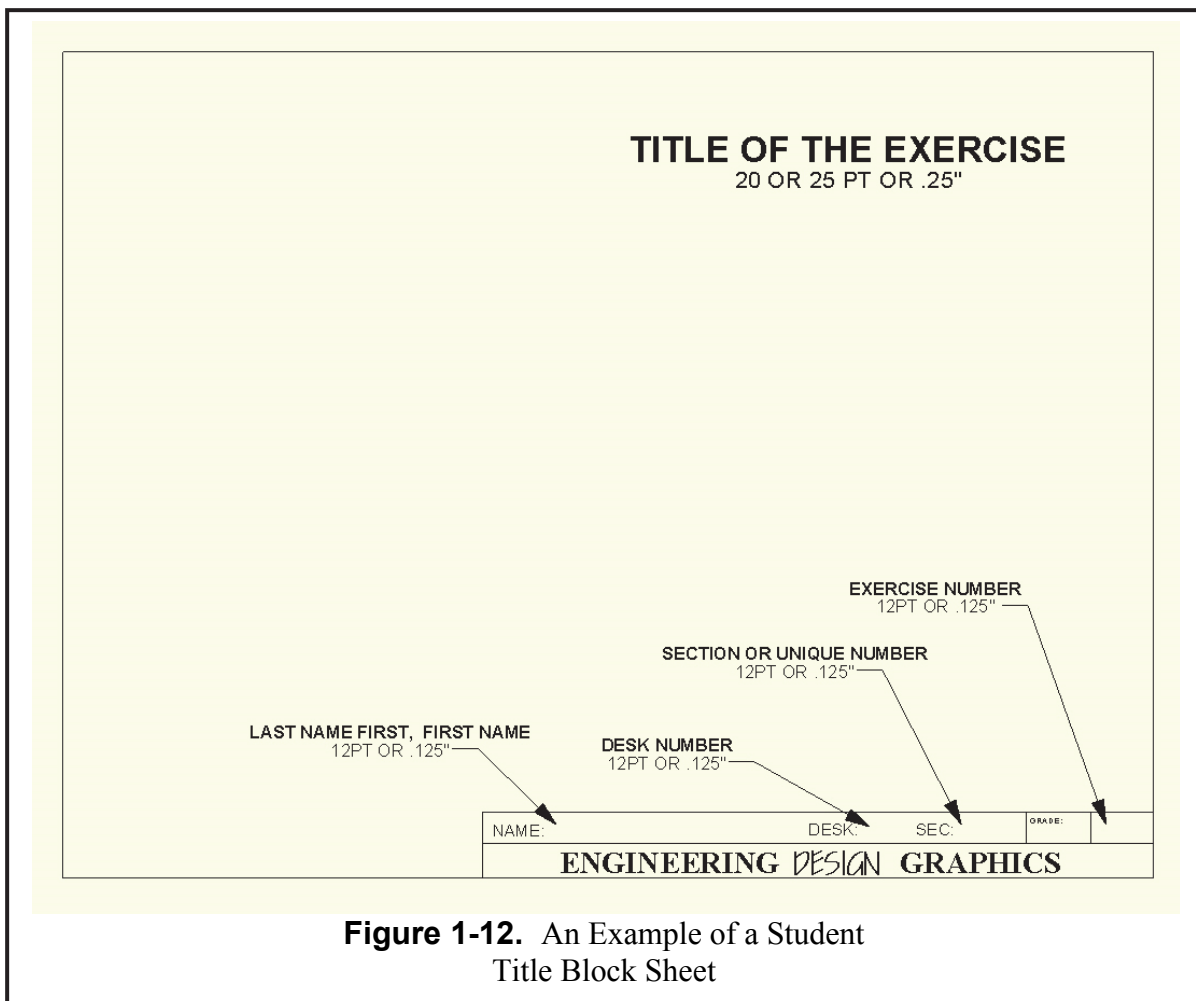 TITLE OF THE EXERCISE
20 OR 25 PT OR .25"
EXERCISE NUMBER
12PT OR .125"
SECTION OR UNIQUE NUMBER
12PT OR .125"
LAST NAME FIRST, FIRST NAME
12PT OR .125"
DESK NUMBER
12PT OR .125"
NAME: DESK: SEC: GRADE:
ENGINEERING DESIGN GRAPHICS
Figure 1-12. An Example of a Student
Title Block Sheet